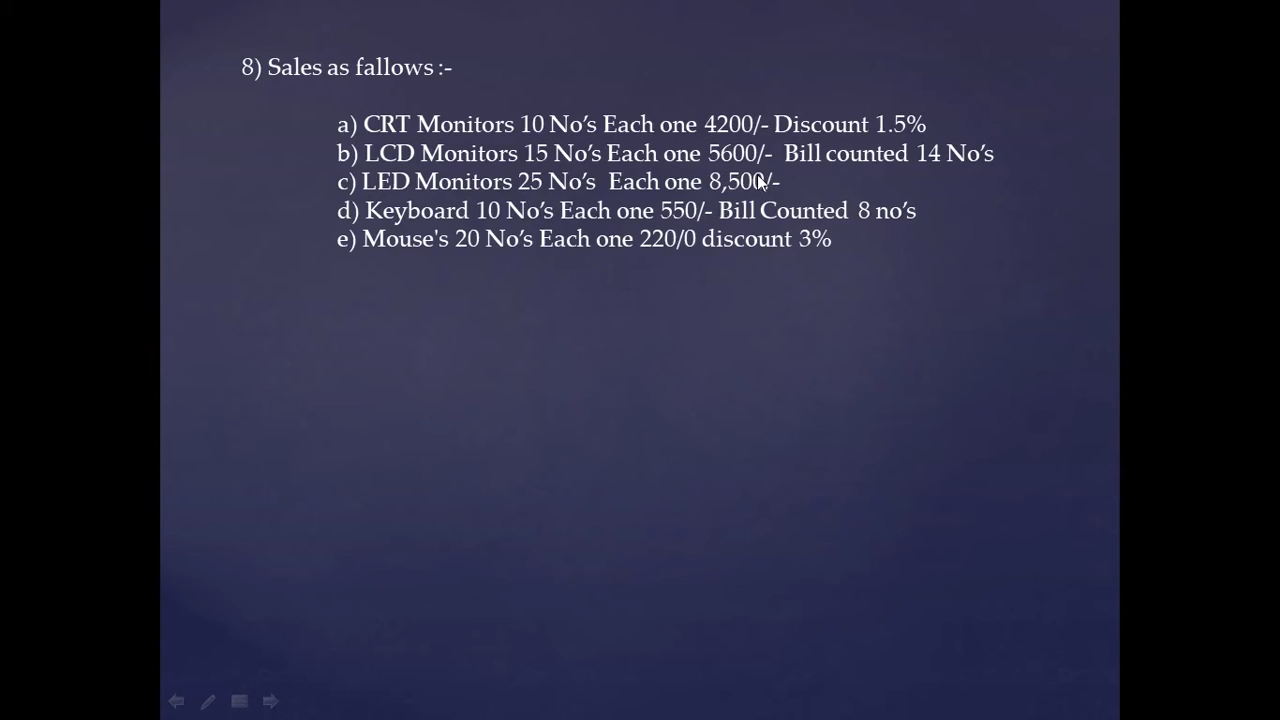 8) Sales as fallows :-
a) CRT Monitors 10 No’s Each one 4200/- Discount 1.5%
b) LCD Monitors 15 No’s Each one 5600/- Bill counted 14 No’s
c) LED Monitors 25 No’s Each one 8,500/-
d) Keyboard 10 No’s Each one 550/- Bill Counted 8 no’s
e) Mouse's 20 No’s Each one 220/0 discount 3%